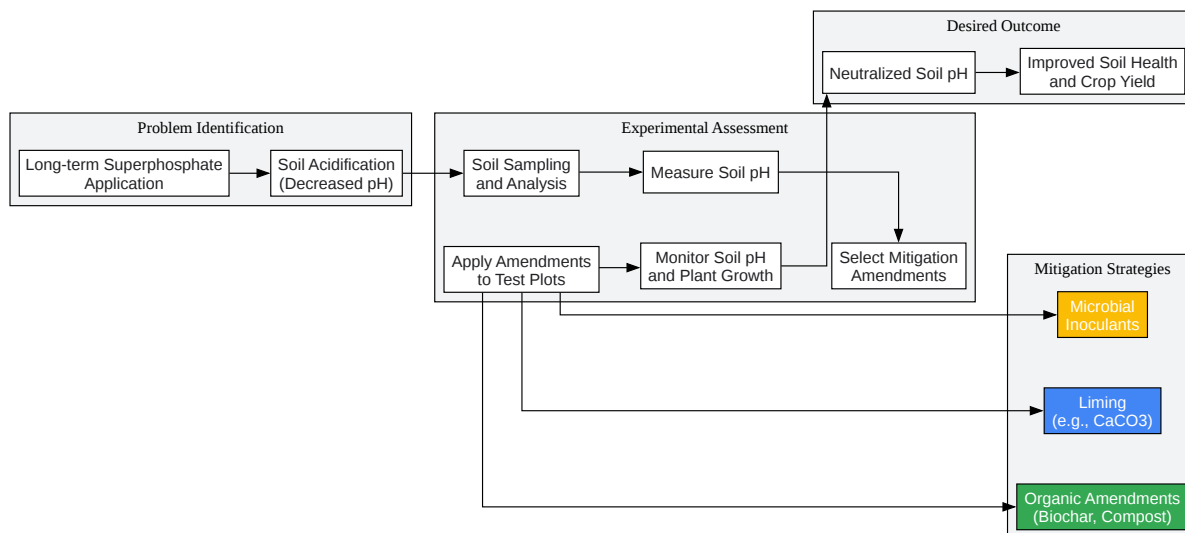 Desired Outcome
Neutralized Soil pH
Improved Soil Health
and Crop Yield
Problem Identification
Long-term Superphosphate
Application
Soil Acidification
(Decreased pH)
Experimental Assessment
Soil Sampling
and Analysis
Measure Soil pH
Apply Amendments
to Test Plots
Monitor Soil pH
and Plant Growth
Select Mitigation
Amendments
Mitigation Strategies
Microbial
Inoculants
Liming
(e.g., CaCO3)
Organic Amendments
(Biochar, Compost)